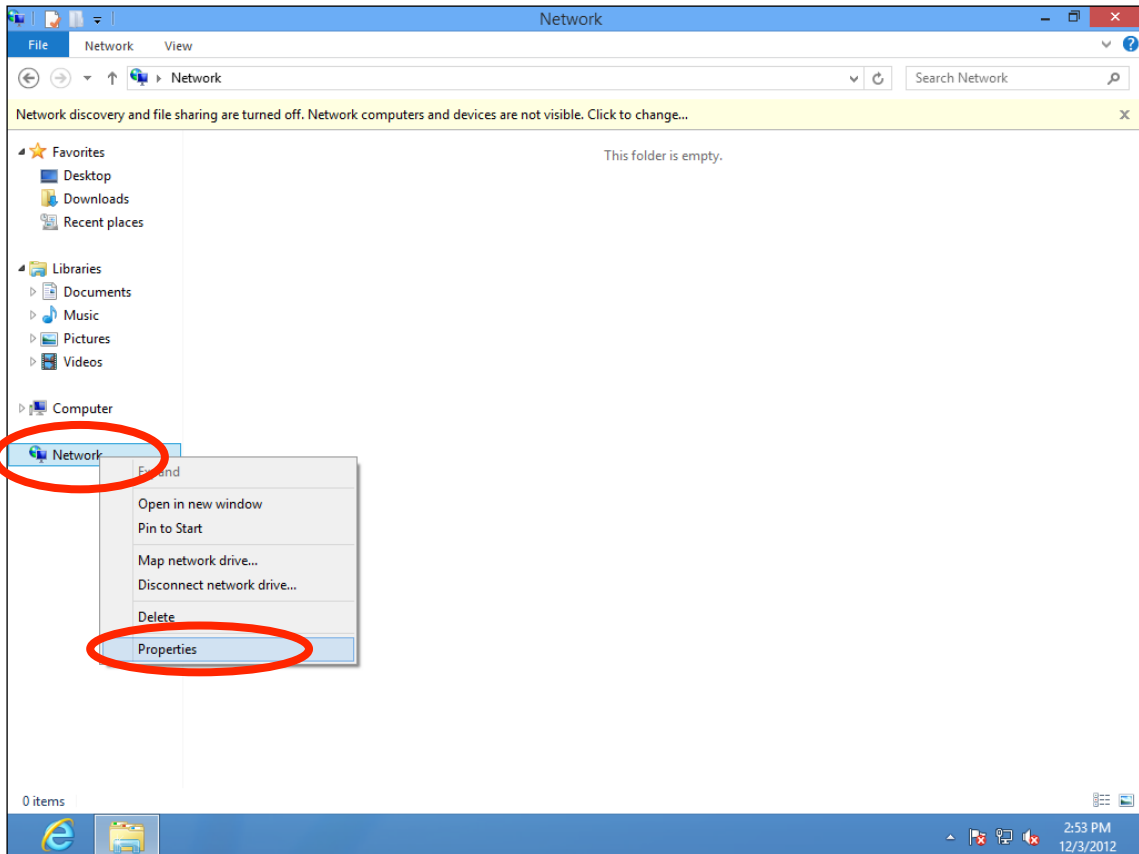 Network
File Network View
Network
Search Network
Network discovery and file sharing are turned off. Network computers and devices are not visible. Click to change...
Favorites
This folder is empty.
Desktop
Downloads
Recent places
Libraries
Documents
Music
Pictures
Videos
Computer
Network
Expand
Open in new window
Pin to Start
Map network drive...
Disconnect network drive...
Delete
Properties
0 items
2:53 PM
12/3/2012